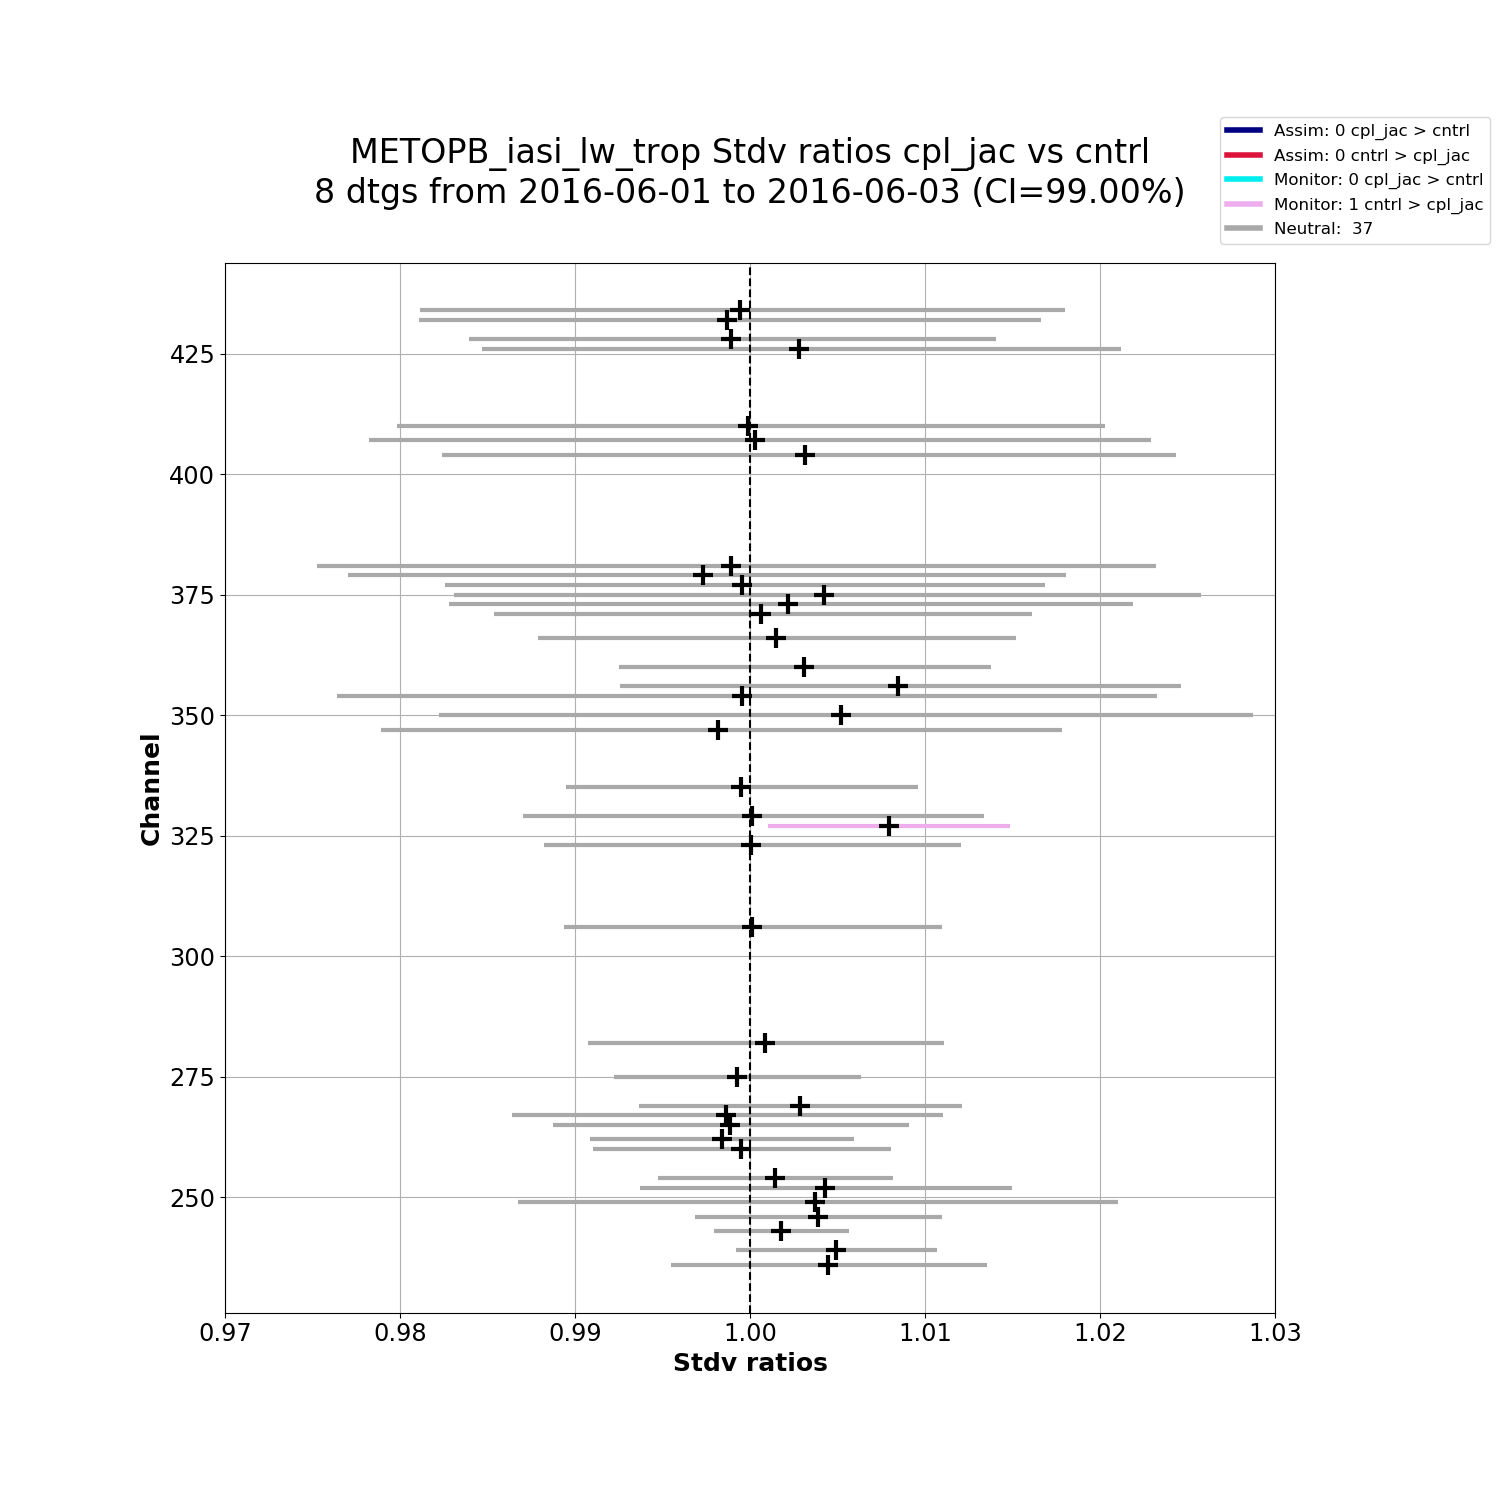 METOPB_iasi_lw_trop Stdv ratios cpl_jac vs cntrl
8 dtgs from 2016-06-01 to 2016-06-03 (CI=99.00%)
Assim: 0 cpl_jac > cntrl
Assim: 0 cntrl > cpl_jac
Monitor: 0 cpl_jac > cntrl
Monitor: 1 cntrl > cpl_jac
Neutral:  37
425
400
375
350
325
300
275
250
Channel
0.97 0.98 0.99 1.00 1.01 1.02 1.03
Stdv ratios